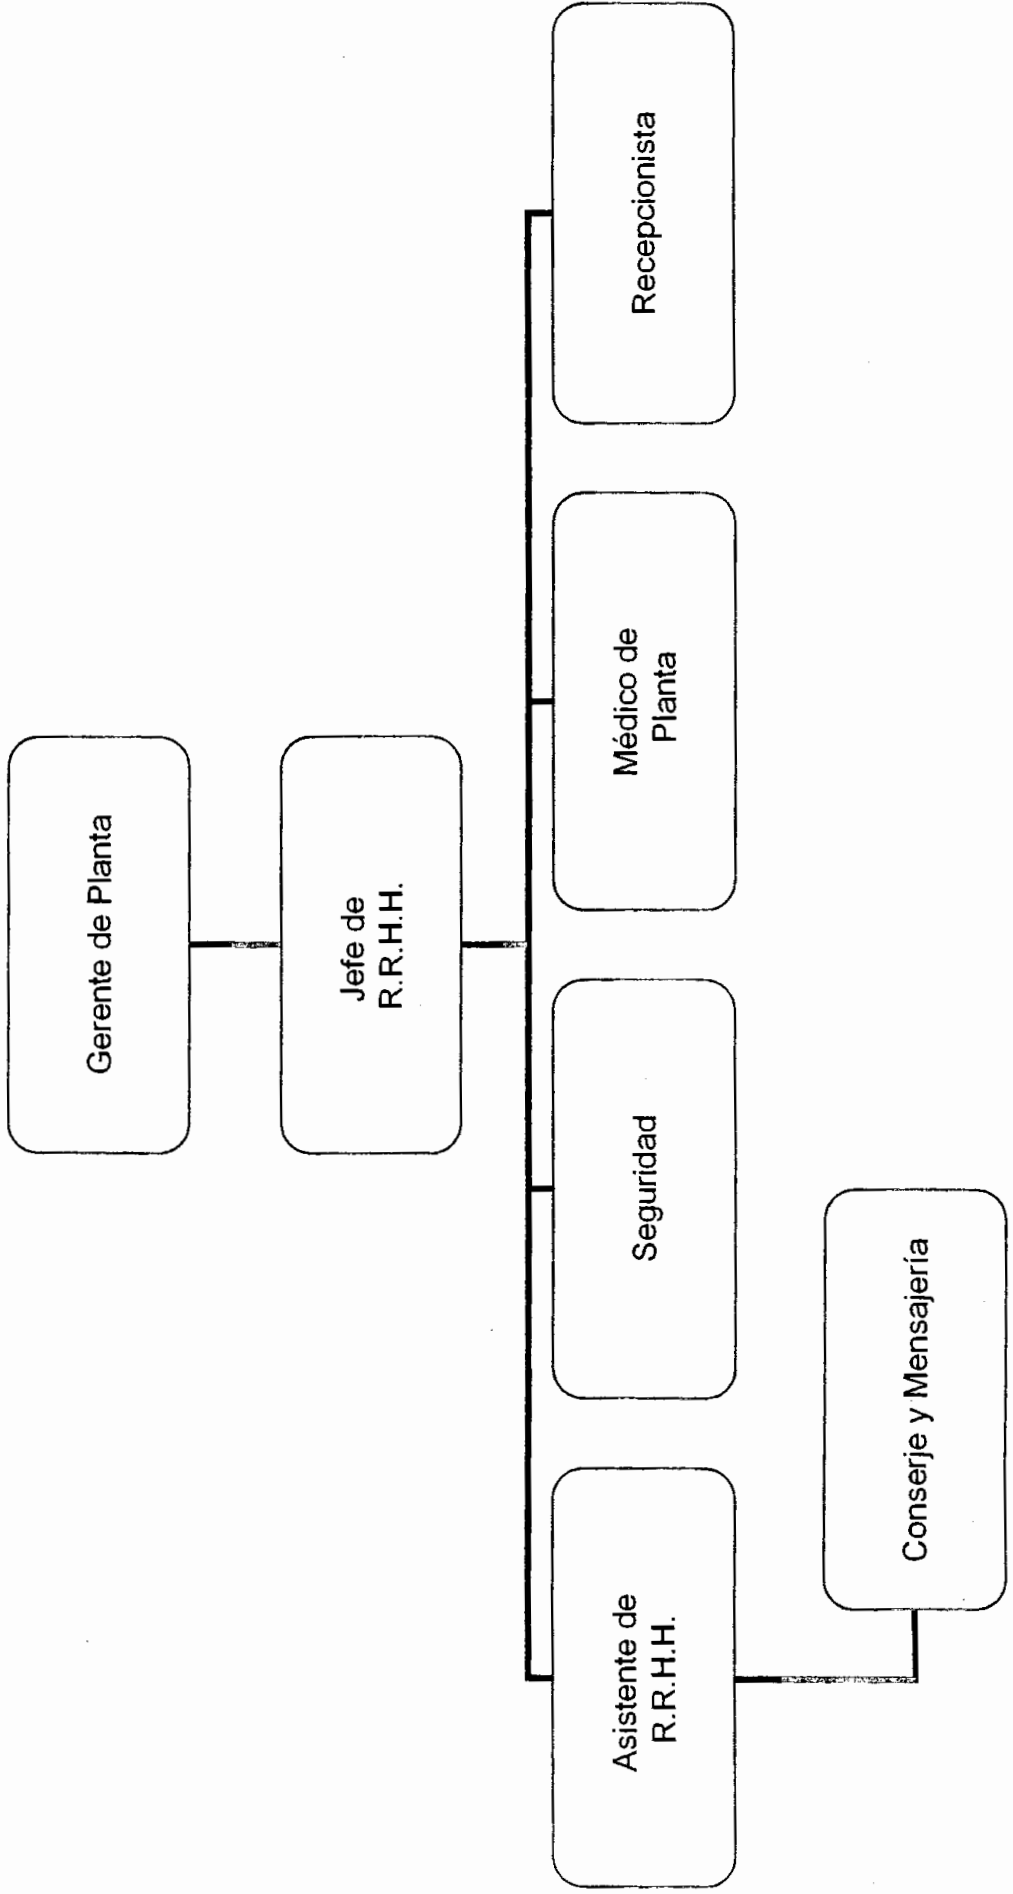 Gerente de Planta
Jefe de
R.R.H.H.
Asistente de
R.R.H.H.
Seguridad
Médico de
Planta
Recepcionista
Conserje y Mensajería